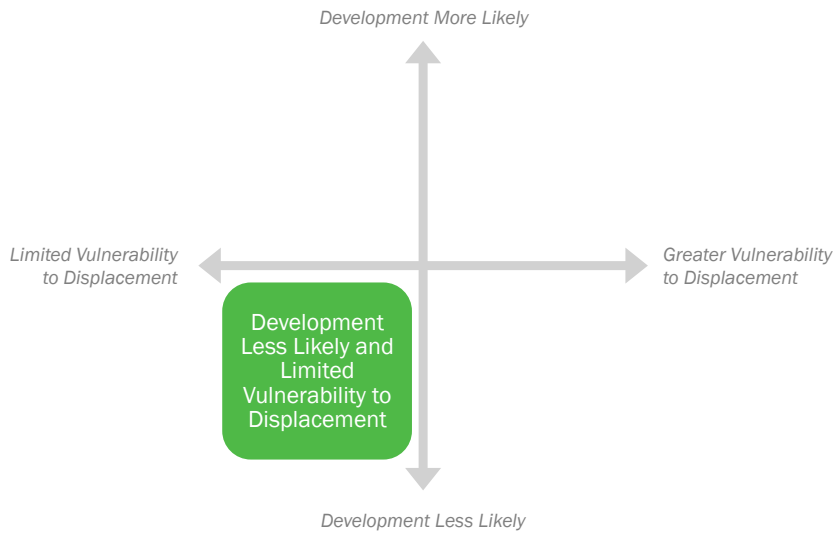 Development More Likely
Limited Vulnerability
to Displacement
Greater Vulnerability
to Displacement
Development
Less Likely and
Limited
Vulnerability to
Displacement
Development Less Likely